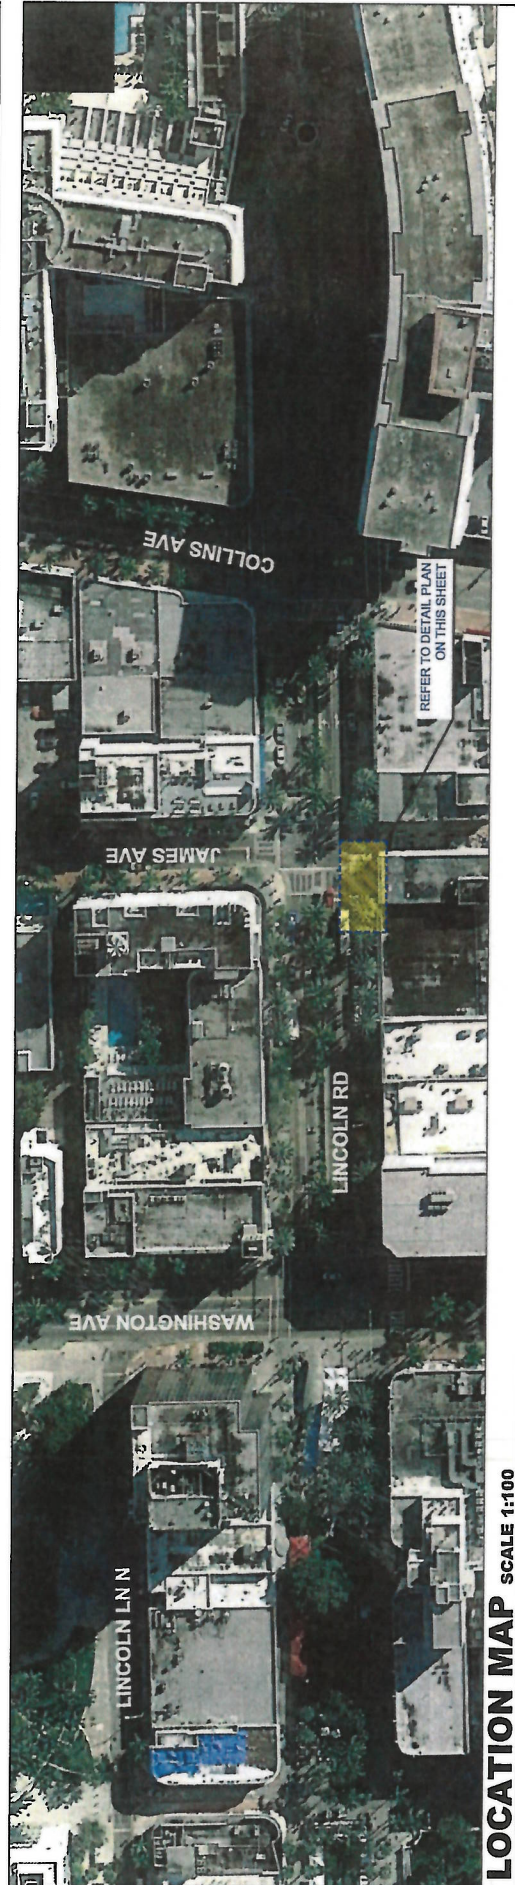 COLLINS AVE
REFER TO DETAIL PLAN
ON THIS SHEET
JAMES AVE
LINCOLN RD
WASHINGTON AVE
LINCOLN LN N
LOCATION MAP SCALE 1:100